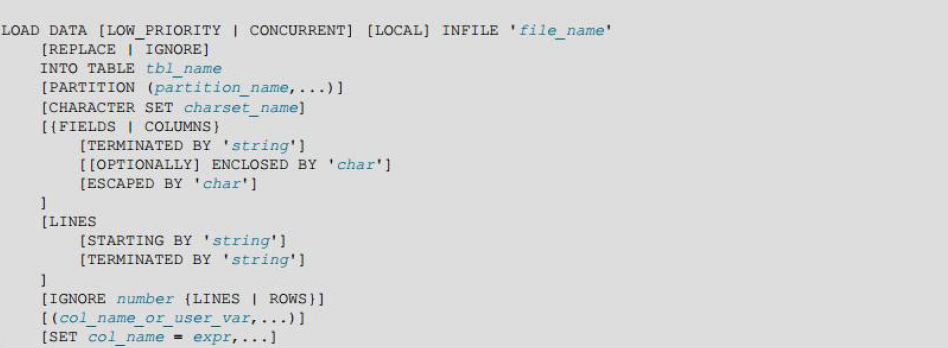 LOAD DATA [LOW_PRIORITY | CONCURRENT] [LOCAL] INFILE 'file_name'
[REPLACE | IGNORE]
INTO TABLE tbl_name
[PARTITION (partition_name,...)]
[CHARACTER SET charset_name]
[{FIELDS | COLUMNS}
[TERMINATED BY 'string']
[[OPTIONALLY] ENCLOSED BY 'char']
[ESCAPED BY 'char']
]
[LINES
[STARTING BY 'string']
[TERMINATED BY 'string']
]
[IGNORE number {LINES | ROWS}]
[(col_name_or_user_var,...)]
[SET col_name = expr,...]